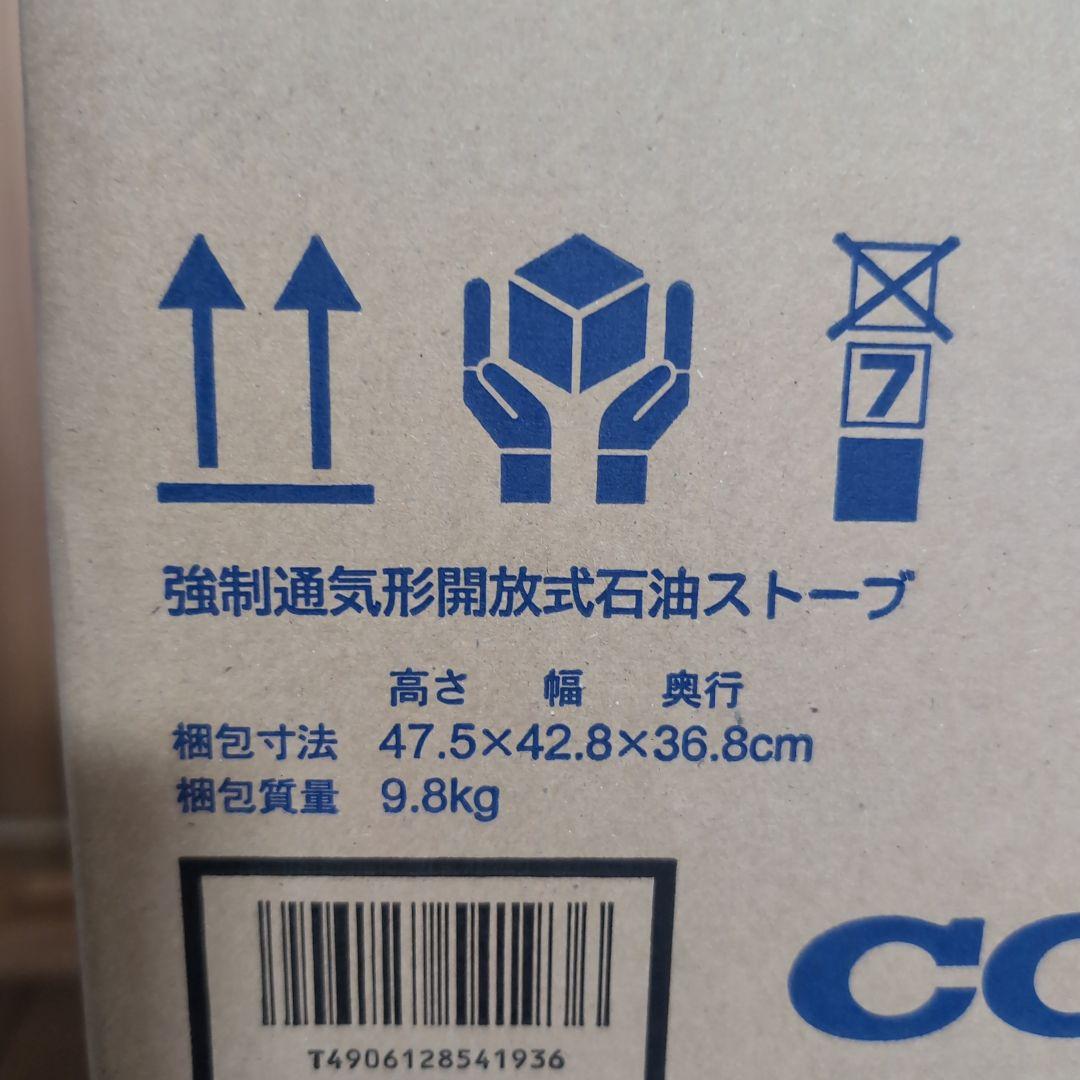 7
強制通気形開放式石油ストーブ
高さ 幅 奥行
梱包寸法 47.5×42.8×36.8cm
梱包質量 9.8kg
T4906128541936
CO